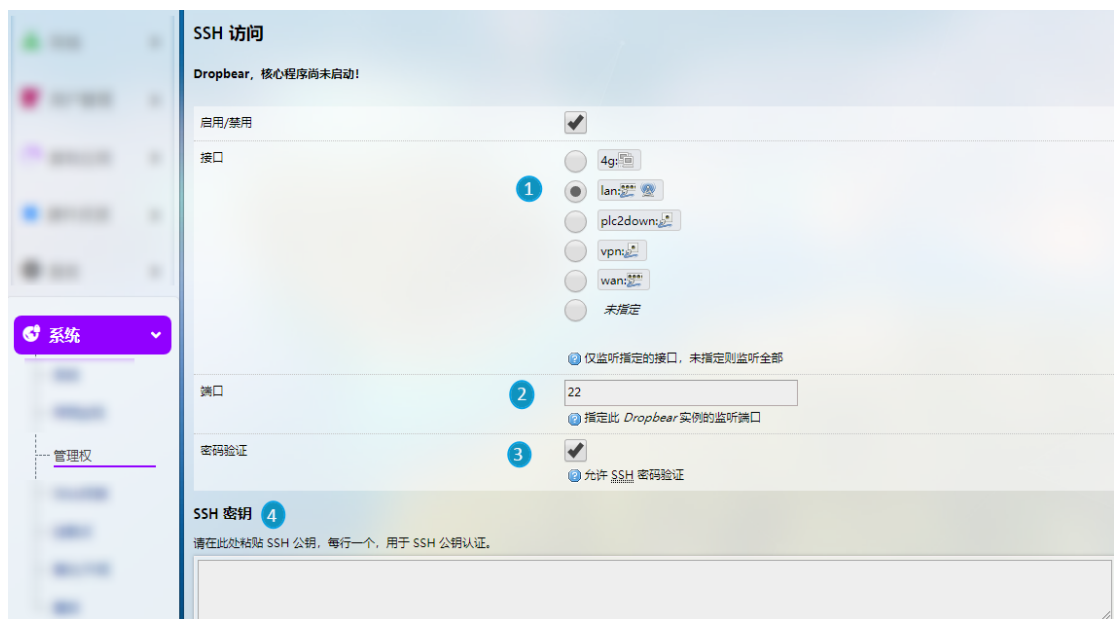 SSH 访问
Dropbear，核心程序尚未启动！
启用/禁用
接口
4g:
1
lan:
plc2down:
vpn:
wan:
未指定
仅监听指定的接口，未指定则监听全部
系统
端口
2
22
指定此 Dropbear 实例的监听端口
管理权
密码验证
3
允许 SSH 密码验证
SSH 密钥 4
请在此处粘贴 SSH 公钥，每行一个，用于 SSH 公钥认证。